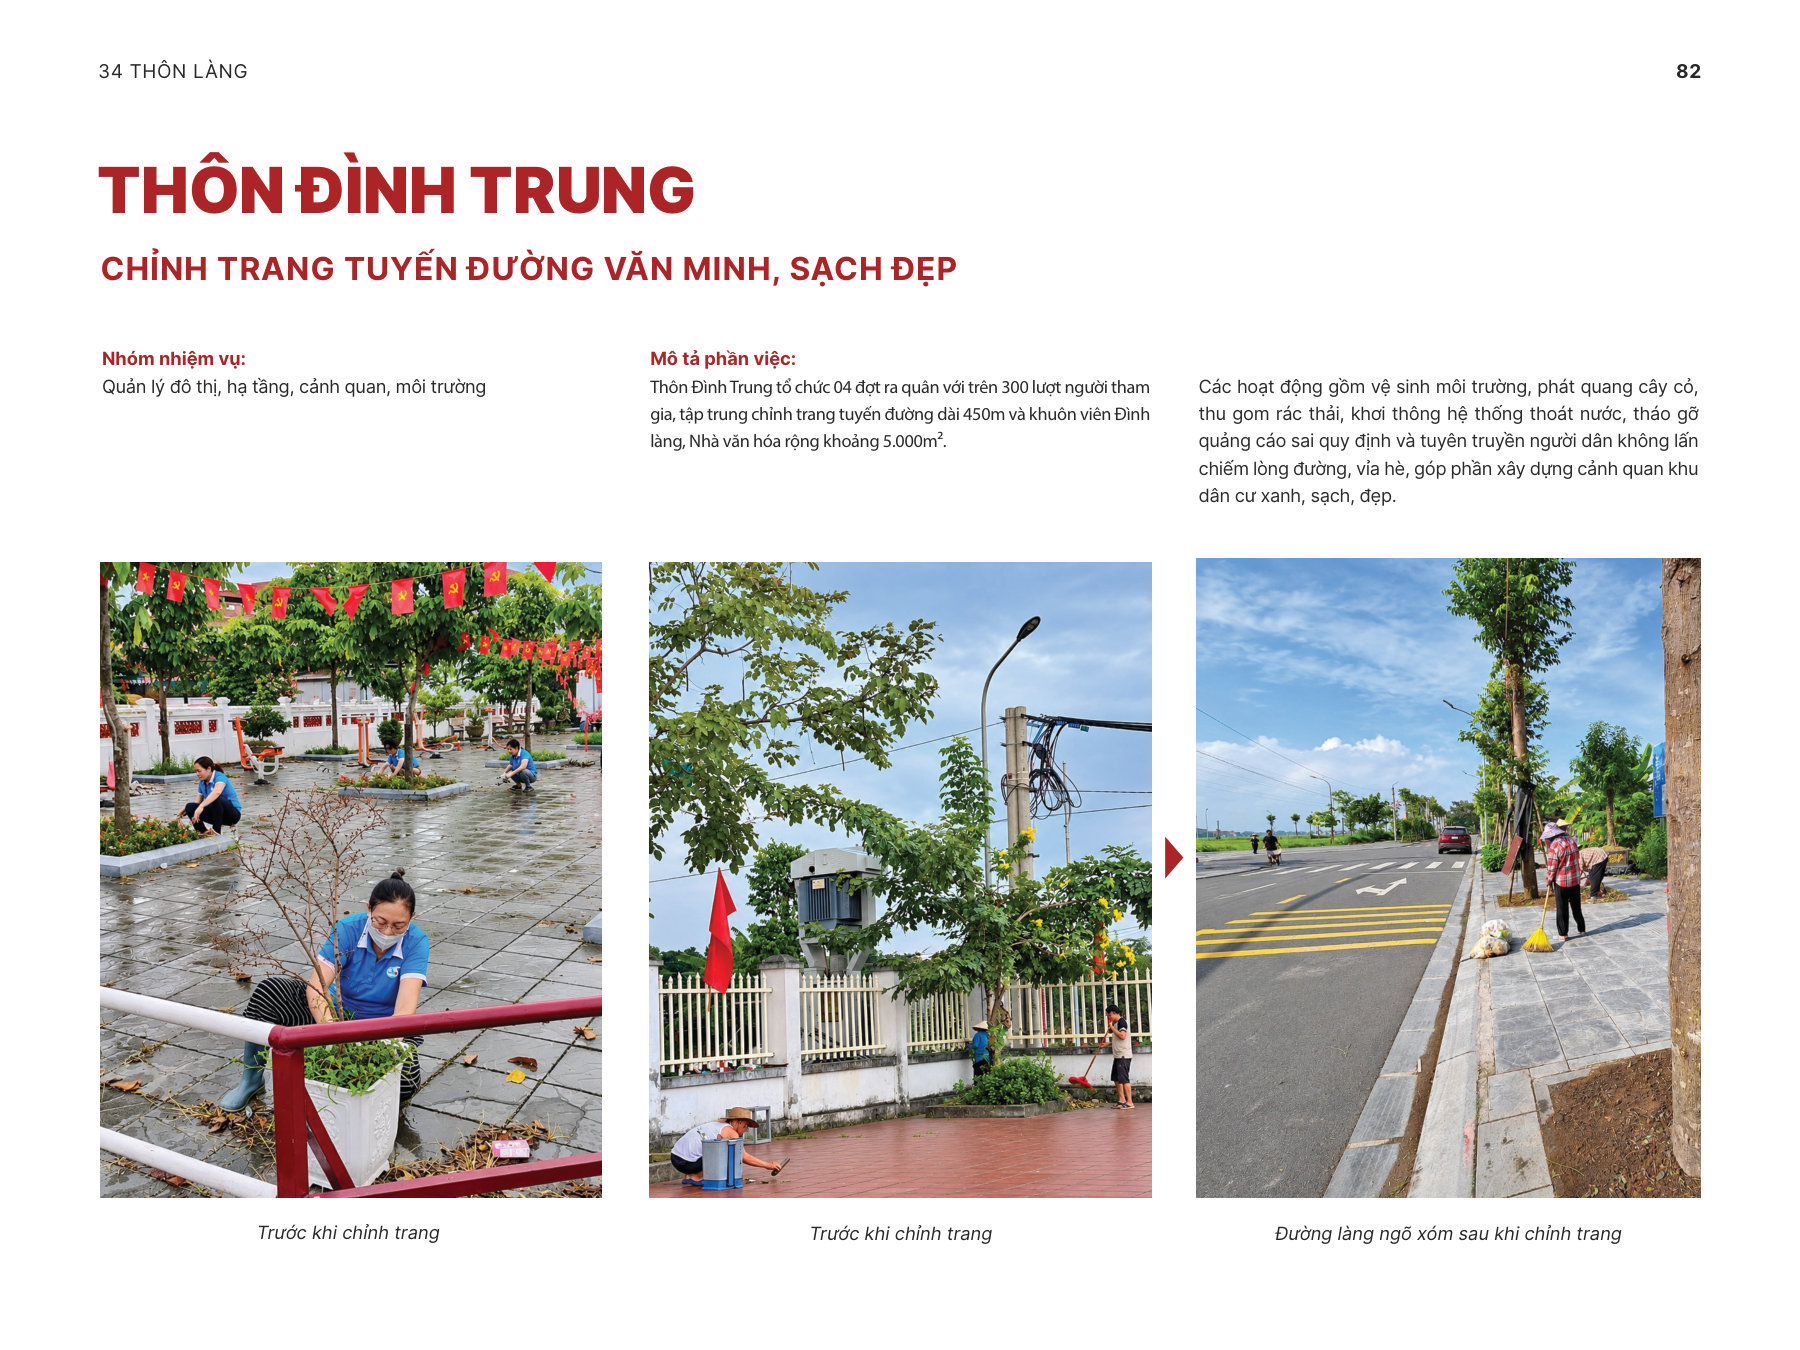 34 THÔN LÀNG
82
THÔN ĐÌNH TRUNG
CHỈNH TRANG TUYẾN ĐƯỜNG VĂN MINH, SẠCH ĐẸP
Nhóm nhiệm vụ:
Quản lý đô thị, hạ tầng, cảnh quan, môi trường
Mô tả phần việc:
Thôn Đình Trung tổ chức 04 đợt ra quân với trên 300 lượt người tham
gia, tập trung chỉnh trang tuyến đường dài 450m và khuôn viên Đình
làng, Nhà văn hóa rộng khoảng 5.000m².
Các hoạt động gồm vệ sinh môi trường, phát quang cây cỏ,
thu gom rác thải, khơi thông hệ thống thoát nước, tháo gỡ
quảng cáo sai quy định và tuyên truyền người dân không lấn
chiếm lòng đường, vỉa hè, góp phần xây dựng cảnh quan khu
dân cư xanh, sạch, đẹp.
Trước khi chỉnh trang
Trước khi chỉnh trang
Đường làng ngõ xóm sau khi chỉnh trang